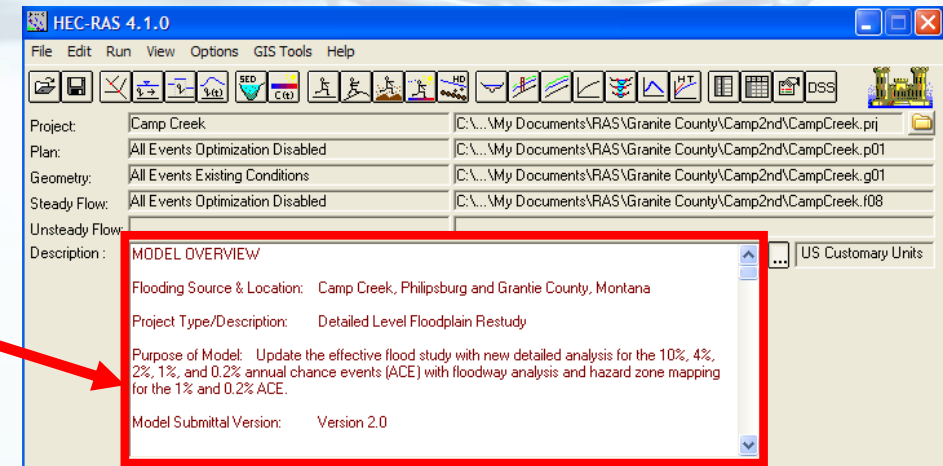 HEC-RAS 4.1.0
File Edit Run View Options GIS Tools Help
SED C(t) HD HT DSS
Project: Camp Creek C:\...\My Documents\RAS\Granite County\Camp2nd\CampCreek.prj
Plan: All Events Optimization Disabled C:\...\My Documents\RAS\Granite County\Camp2nd\CampCreek.p01
Geometry: All Events Existing Conditions C:\...\My Documents\RAS\Granite County\Camp2nd\CampCreek.g01
Steady Flow: All Events Optimization Disabled C:\...\My Documents\RAS\Granite County\Camp2nd\CampCreek.f08
Unsteady Flow:
Description : MODEL OVERVIEW ... US Customary Units
Flooding Source & Location: Camp Creek, Philipsburg and Grantie County, Montana
Project Type/Description: Detailed Level Floodplain Restudy
Purpose of Model: Update the effective flood study with new detailed analysis for the 10%, 4%,
2%, 1%, and 0.2% annual chance events (ACE) with floodway analysis and hazard zone mapping
for the 1% and 0.2% ACE.
Model Submittal Version: Version 2.0